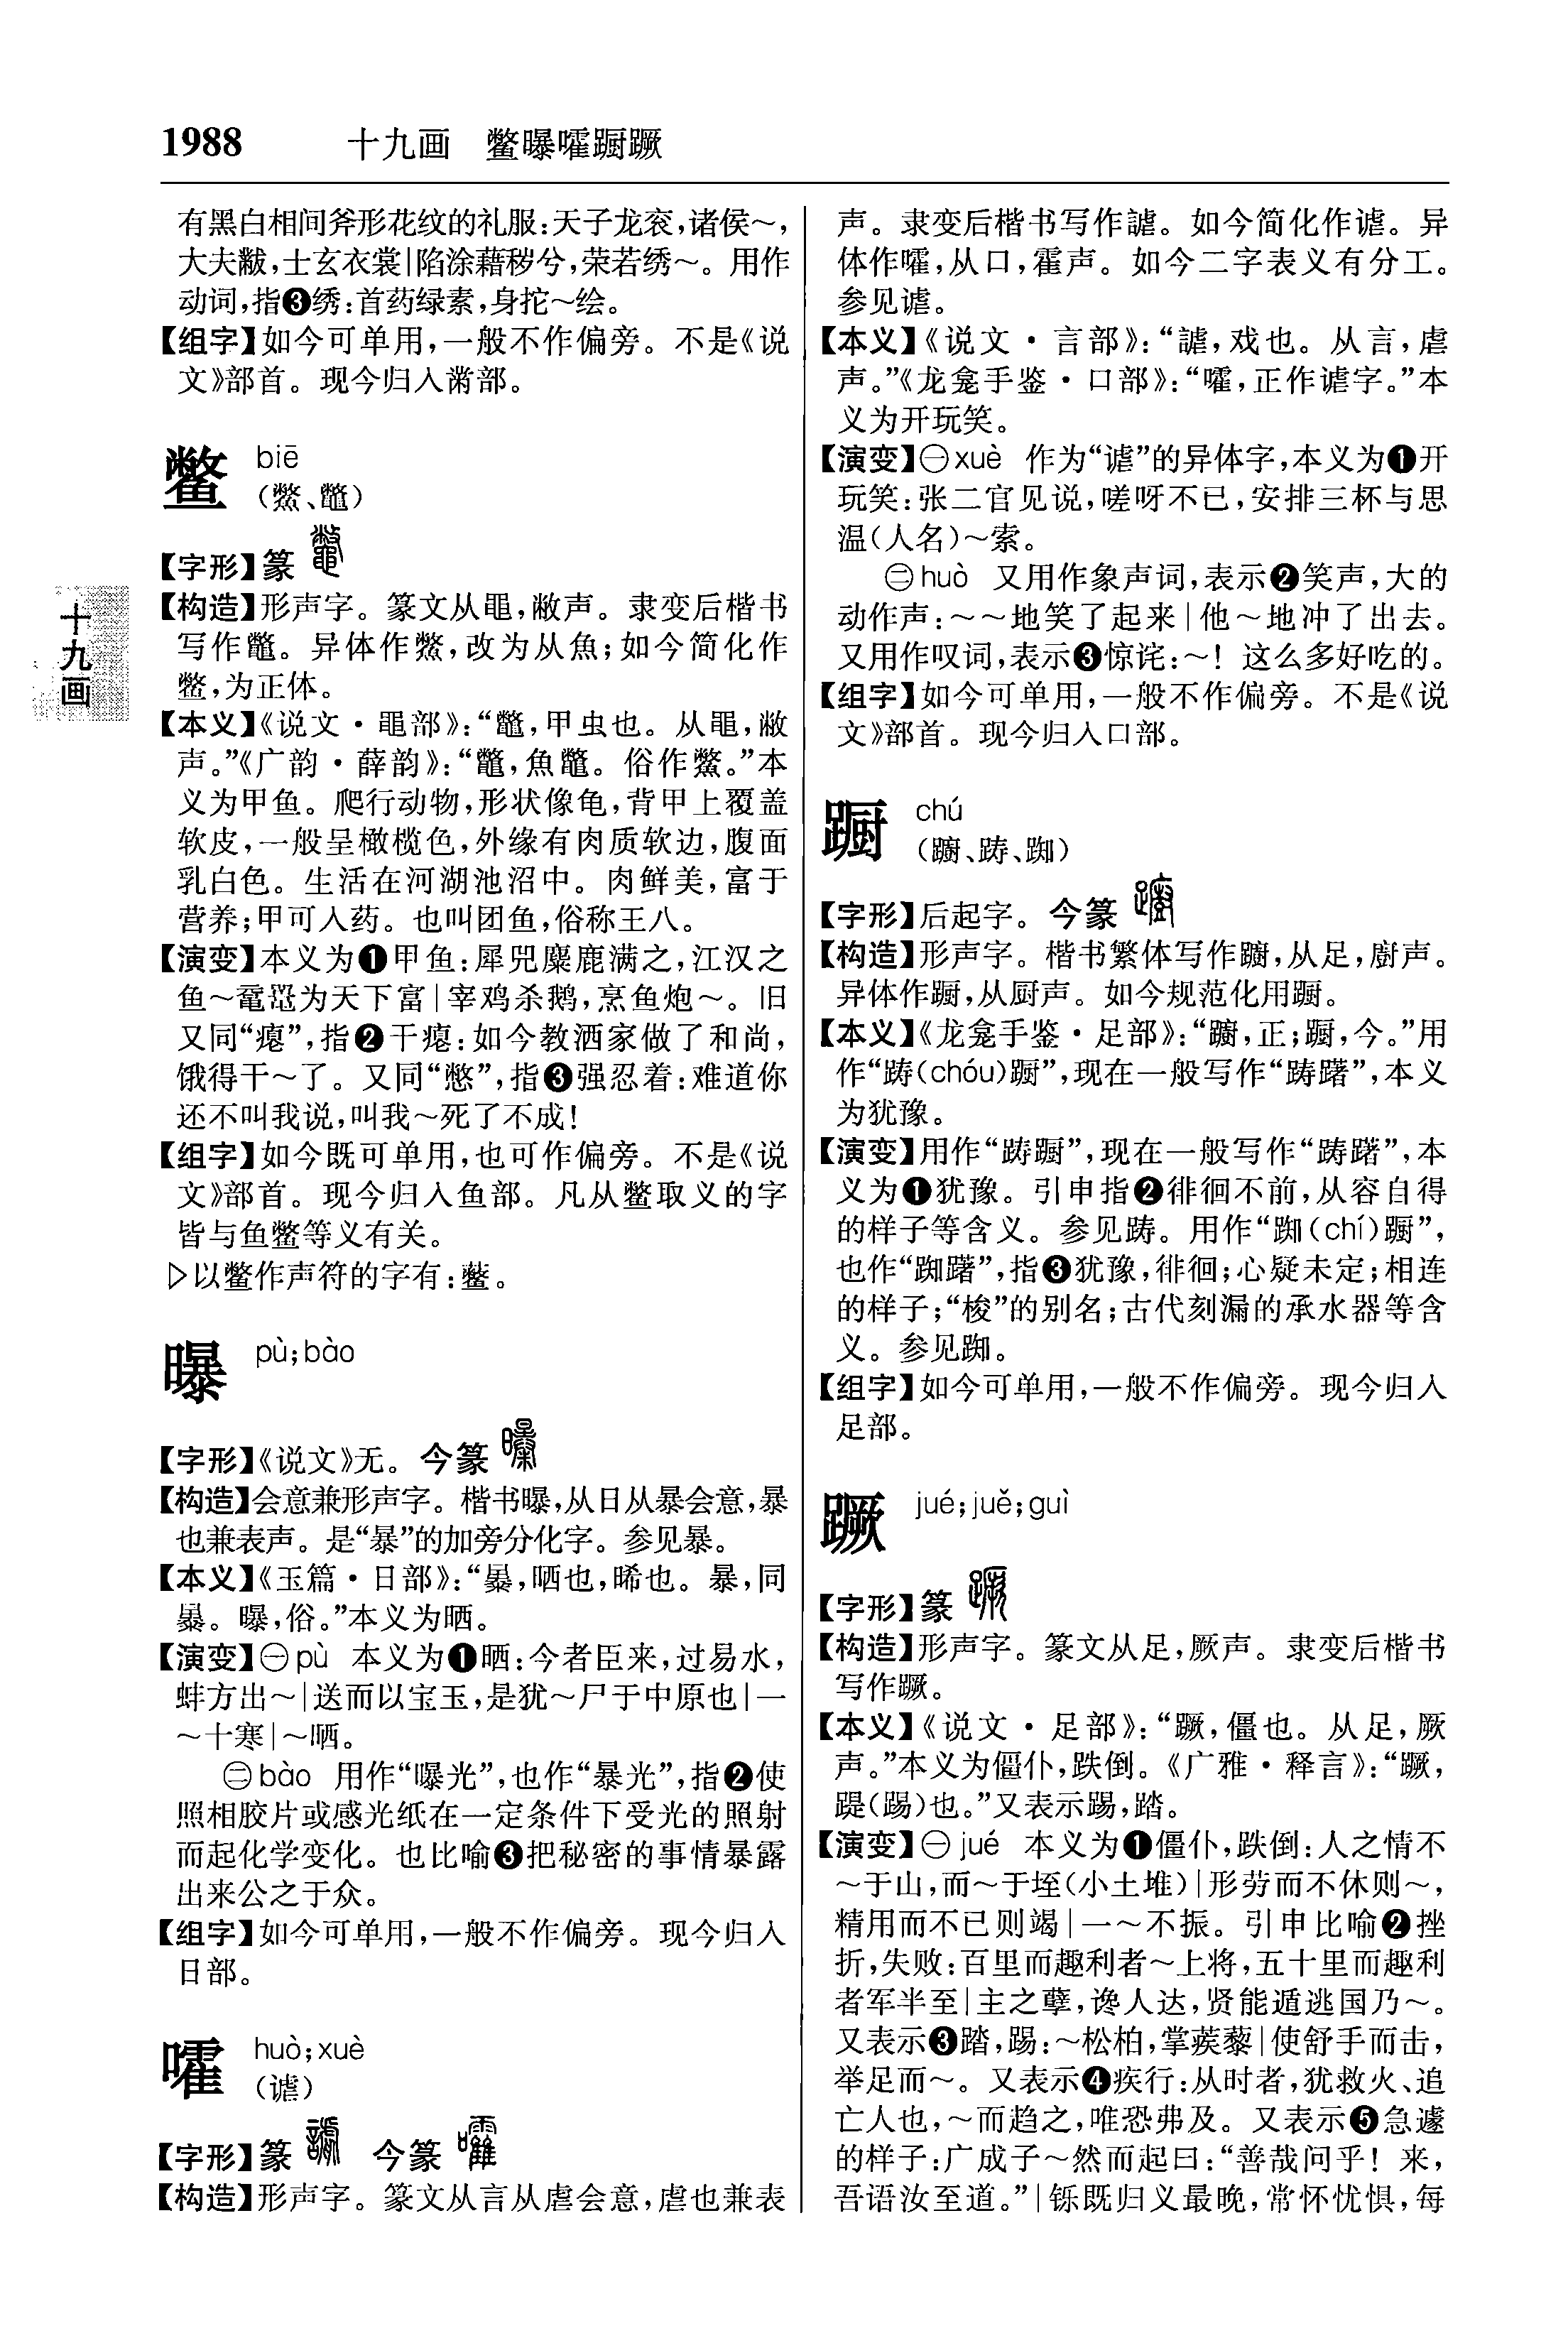 1988 十九画 鳖曝嚯蹰蹶
有黑白相间斧形花纹的礼服:天子龙衮,诸侯～,
大夫黻,士玄衣裳|陷涂藉秽兮,荣若绣～。用作
动词,指❸绣:首药绿素,身拕～绘。
【组字】如今可单用,一般不作偏旁。不是《说
文》部首。现今归入黹部。
鳖 biē
(鱉、鼈)
【字形】篆
【构造】形声字。篆文从黽,敝声。隶变后楷书
写作鼈。异体作鱉,改为从魚;如今简化作
鳖,为正体。
【本义】《说文·黽部》:“鼈,甲虫也。从黽,敝
声。”《广韵·薛韵》:“鼈,魚鼈。俗作鱉。”本
义为甲鱼。爬行动物,形状像龟,背甲上覆盖
软皮,一般呈橄榄色,外缘有肉质软边,腹面
乳白色。生活在河湖池沼中。肉鲜美,富于
营养;甲可入药。也叫团鱼,俗称王八。
【演变】本义为❶甲鱼:犀兕麋鹿满之,江汉之
鱼～鼋鼍为天下富|宰鸡杀鹅,烹鱼炮～。旧
又同“瘪”,指❷干瘪:如今教洒家做了和尚,
饿得干～了。又同“憋”,指❸强忍着:难道你
还不叫我说,叫我～死了不成!
【组字】如今既可单用,也可作偏旁。不是《说
文》部首。现今归入鱼部。凡从鳖取义的字
皆与鱼鳖等义有关。
▷以鳖作声符的字有:虌。
曝 pù;bào
【字形】《说文》无。今篆
【构造】会意兼形声字。楷书曝,从日从暴会意,暴
也兼表声。是“暴”的加旁分化字。参见暴。
【本义】《玉篇·日部》:“暴,晒也,晞也。暴,同
暴。曝,俗。”本义为晒。
【演变】㊀pù 本义为❶晒:今者臣来,过易水,
蚌方出～|送而以宝玉,是犹～尸于中原也|一
～十寒|～晒。
㊁bào 用作“曝光”,也作“暴光”,指❷使
照相胶片或感光纸在一定条件下受光的照射
而起化学变化。也比喻❸把秘密的事情暴露
出来公之于众。
【组字】如今可单用,一般不作偏旁。现今归入
日部。
嚯 huò;xuè
(谑)
【字形】篆 今篆
【构造】形声字。篆文从言从虐会意,虐也兼表
十九画
声。隶变后楷书写作謔。如今简化作谑。异
体作嚯,从口,霍声。如今二字表义有分工。
参见谑。
【本义】《说文·言部》:“謔,戏也。从言,虐
声。”《龙龛手鉴·口部》:“嚯,正作谑字。”本
义为开玩笑。
【演变】㊀xuè 作为“谑”的异体字,本义为❶开
玩笑:张二官见说,嗟呀不已,安排三杯与思
温(人名)～索。
㊁huò 又用作象声词,表示❷笑声,大的
动作声:～～地笑了起来|他～地冲了出去。
又用作叹词,表示❸惊诧:～! 这么多好吃的。
【组字】如今可单用,一般不作偏旁。不是《说
文》部首。现今归入口部。
蹰 chú
(躕、踌、踟)
【字形】后起字。今篆
【构造】形声字。楷书繁体写作躕,从足,廚声。
异体作蹰,从厨声。如今规范化用蹰。
【本义】《龙龛手鉴·足部》:“躕,正;蹰,今。”用
作“踌(chóu)蹰”,现在一般写作“踌躇”,本义
为犹豫。
【演变】用作“踌蹰”,现在一般写作“踌躇”,本
义为❶犹豫。引申指❷徘徊不前,从容自得
的样子等含义。参见踌。用作“踟(chí)蹰”,
也作“踟躇”,指❸犹豫,徘徊;心疑未定;相连
的样子;“梭”的别名;古代刻漏的承水器等含
义。参见踟。
【组字】如今可单用,一般不作偏旁。现今归入
足部。
蹶 jué;juě;guì
【字形】篆
【构造】形声字。篆文从足,厥声。隶变后楷书
写作蹶。
【本义】《说文·足部》:“蹶,僵也。从足,厥
声。”本义为僵仆,跌倒。《广雅·释言》:“蹶,
踶(踢)也。”又表示踢,踏。
【演变】㊀jué 本义为❶僵仆,跌倒:人之情不
～于山,而～于垤(小土堆)|形劳而不休则～,
精用而不已则竭|一～不振。引申比喻❷挫
折,失败:百里而趣利者～上将,五十里而趣利
者军半至|主之孽,谗人达,贤能遁逃国乃～。
又表示❸踏,踢:～松柏,掌蒺藜|使舒手而击,
举足而～。又表示❹疾行:从时者,犹救火、追
亡人也,～而趋之,唯恐弗及。又表示❺急遽
的样子:广成子～然而起曰:“善哉问乎! 来,
吾语汝至道。”|铄既归义最晚,常怀忧惧,每